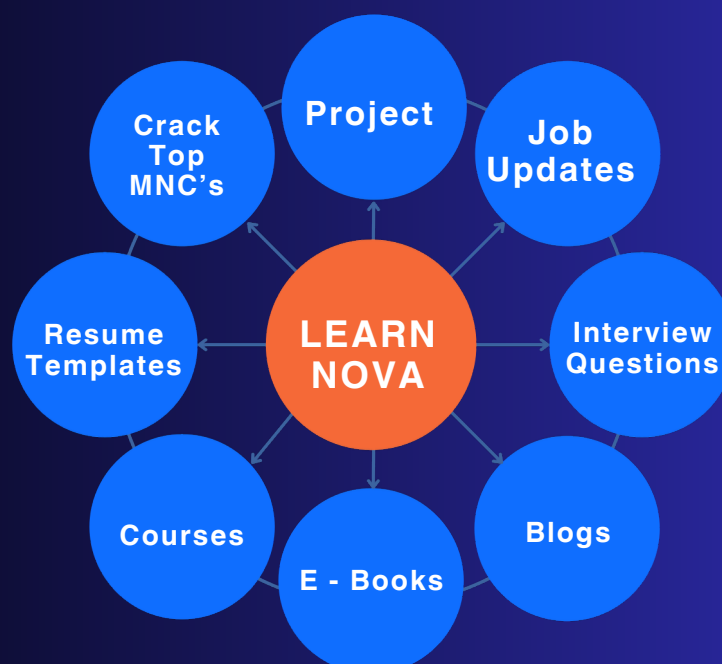 Project
Crack
Top
MNC's
Job
Updates
LEARN
NOVA
Resume
Templates
Interview
Questions
Courses
Blogs
E - Books